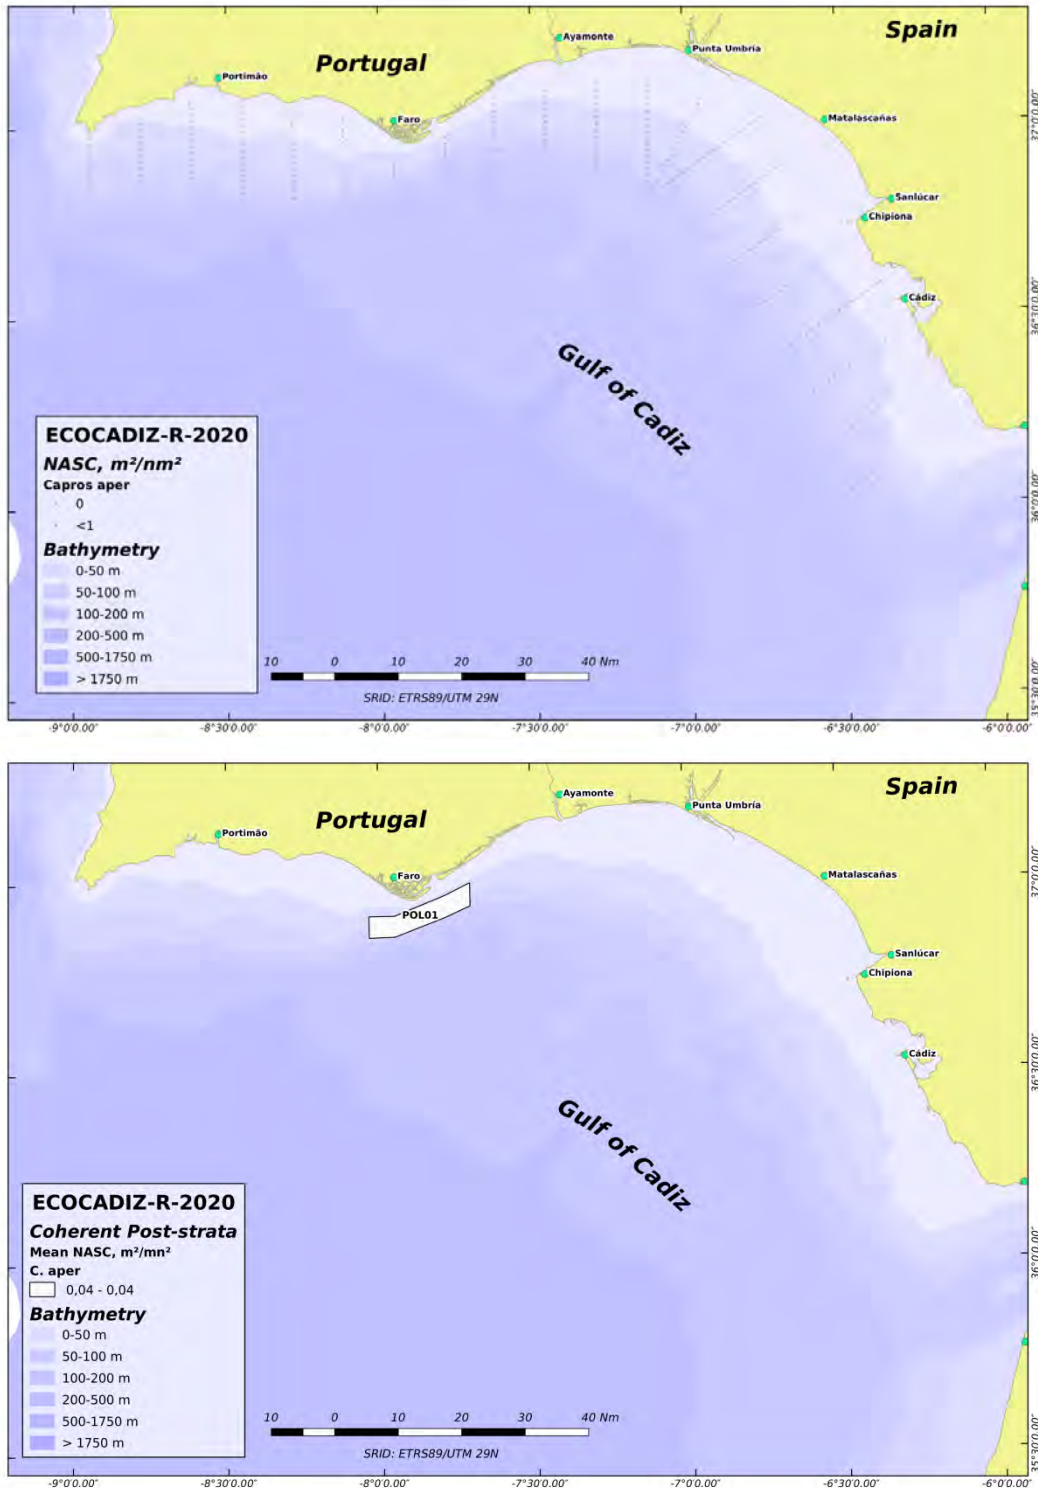 Spain
Portugal
Ayamonte
Punta Umbría
Portimão
Faro
Matalascañas
Sanlúcar
Chipiona
Cádiz
Gulf of Cadiz
ECOCADIZ-R-2020
NASC, m²/nm²
Capros aper
0
<1
Bathymetry
0-50 m
50-100 m
100-200 m
200-500 m
500-1750 m
> 1750 m
10 0 10 20 30 40 Nm
SRID: ETRS89/UTM 29N
37°0'0.00"
36°30'0.00"
36°0'0.00"
35°30'0.00"
-9°0'0.00" -8°30'0.00" -8°0'0.00" -7°30'0.00" -7°0'0.00" -6°30'0.00" -6°0'0.00"
Spain
Portugal
Ayamonte
Punta Umbría
Portimão
Faro
Matalascañas
POL01
Sanlúcar
Chipiona
Cádiz
Gulf of Cadiz
ECOCADIZ-R-2020
Coherent Post-strata
Mean NASC, m²/mn²
C. aper
0,04 - 0,04
Bathymetry
0-50 m
50-100 m
100-200 m
200-500 m
500-1750 m
> 1750 m
10 0 10 20 30 40 Nm
SRID: ETRS89/UTM 29N
37°0'0.00"
36°30'0.00"
36°0'0.00"
35°30'0.00"
-9°0'0.00" -8°30'0.00" -8°0'0.00" -7°30'0.00" -7°0'0.00" -6°30'0.00" -6°0'0.00"